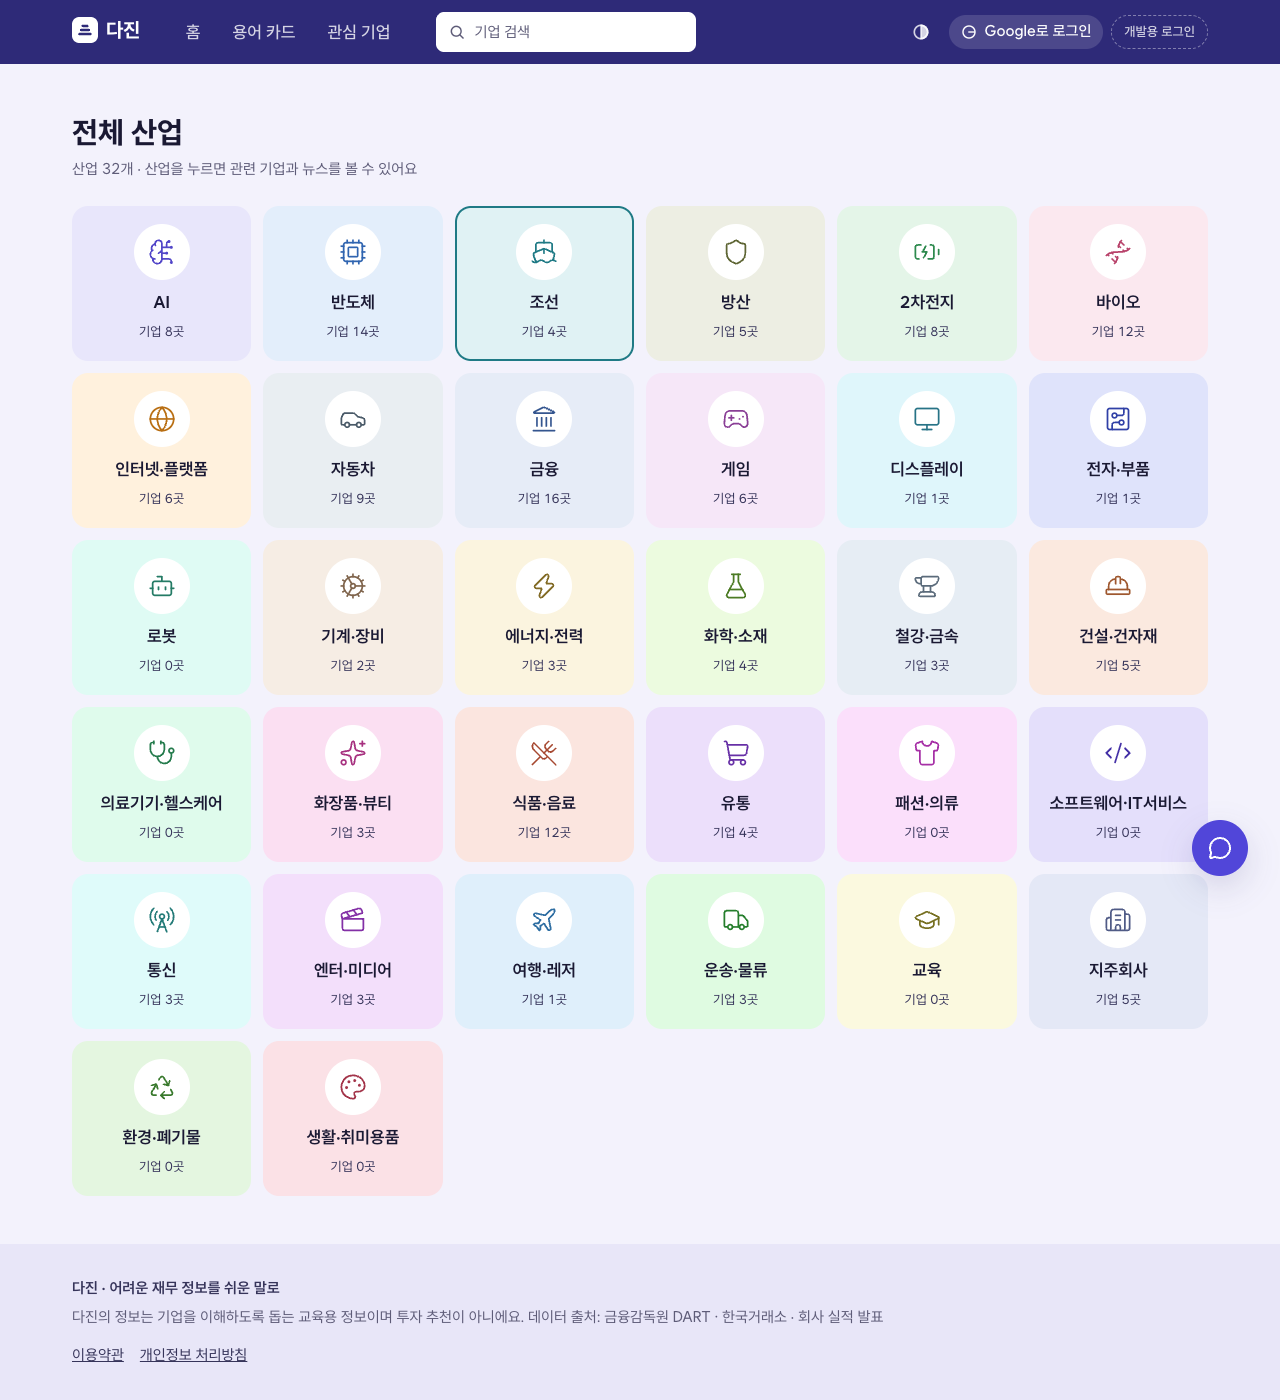 다진
홈
용어 카드
관심 기업
기업 검색
Google로 로그인
개발용 로그인
전체 산업
산업 32개 · 산업을 누르면 관련 기업과 뉴스를 볼 수 있어요
AI
기업 8곳
반도체
기업 14곳
조선
기업 4곳
방산
기업 5곳
2차전지
기업 8곳
바이오
기업 12곳
인터넷·플랫폼
기업 6곳
자동차
기업 9곳
금융
기업 16곳
게임
기업 6곳
디스플레이
기업 1곳
전자·부품
기업 1곳
로봇
기업 0곳
기계·장비
기업 2곳
에너지·전력
기업 3곳
화학·소재
기업 4곳
철강·금속
기업 3곳
건설·건자재
기업 5곳
의료기기·헬스케어
기업 0곳
화장품·뷰티
기업 3곳
식품·음료
기업 12곳
유통
기업 4곳
패션·의류
기업 0곳
소프트웨어·IT서비스
기업 0곳
통신
기업 3곳
엔터·미디어
기업 3곳
여행·레저
기업 1곳
운송·물류
기업 3곳
교육
기업 0곳
지주회사
기업 5곳
환경·폐기물
기업 0곳
생활·취미용품
기업 0곳
다진 · 어려운 재무 정보를 쉬운 말로
다진의 정보는 기업을 이해하도록 돕는 교육용 정보이며 투자 추천이 아니에요. 데이터 출처: 금융감독원 DART · 한국거래소 · 회사 실적 발표
이용약관
개인정보 처리방침